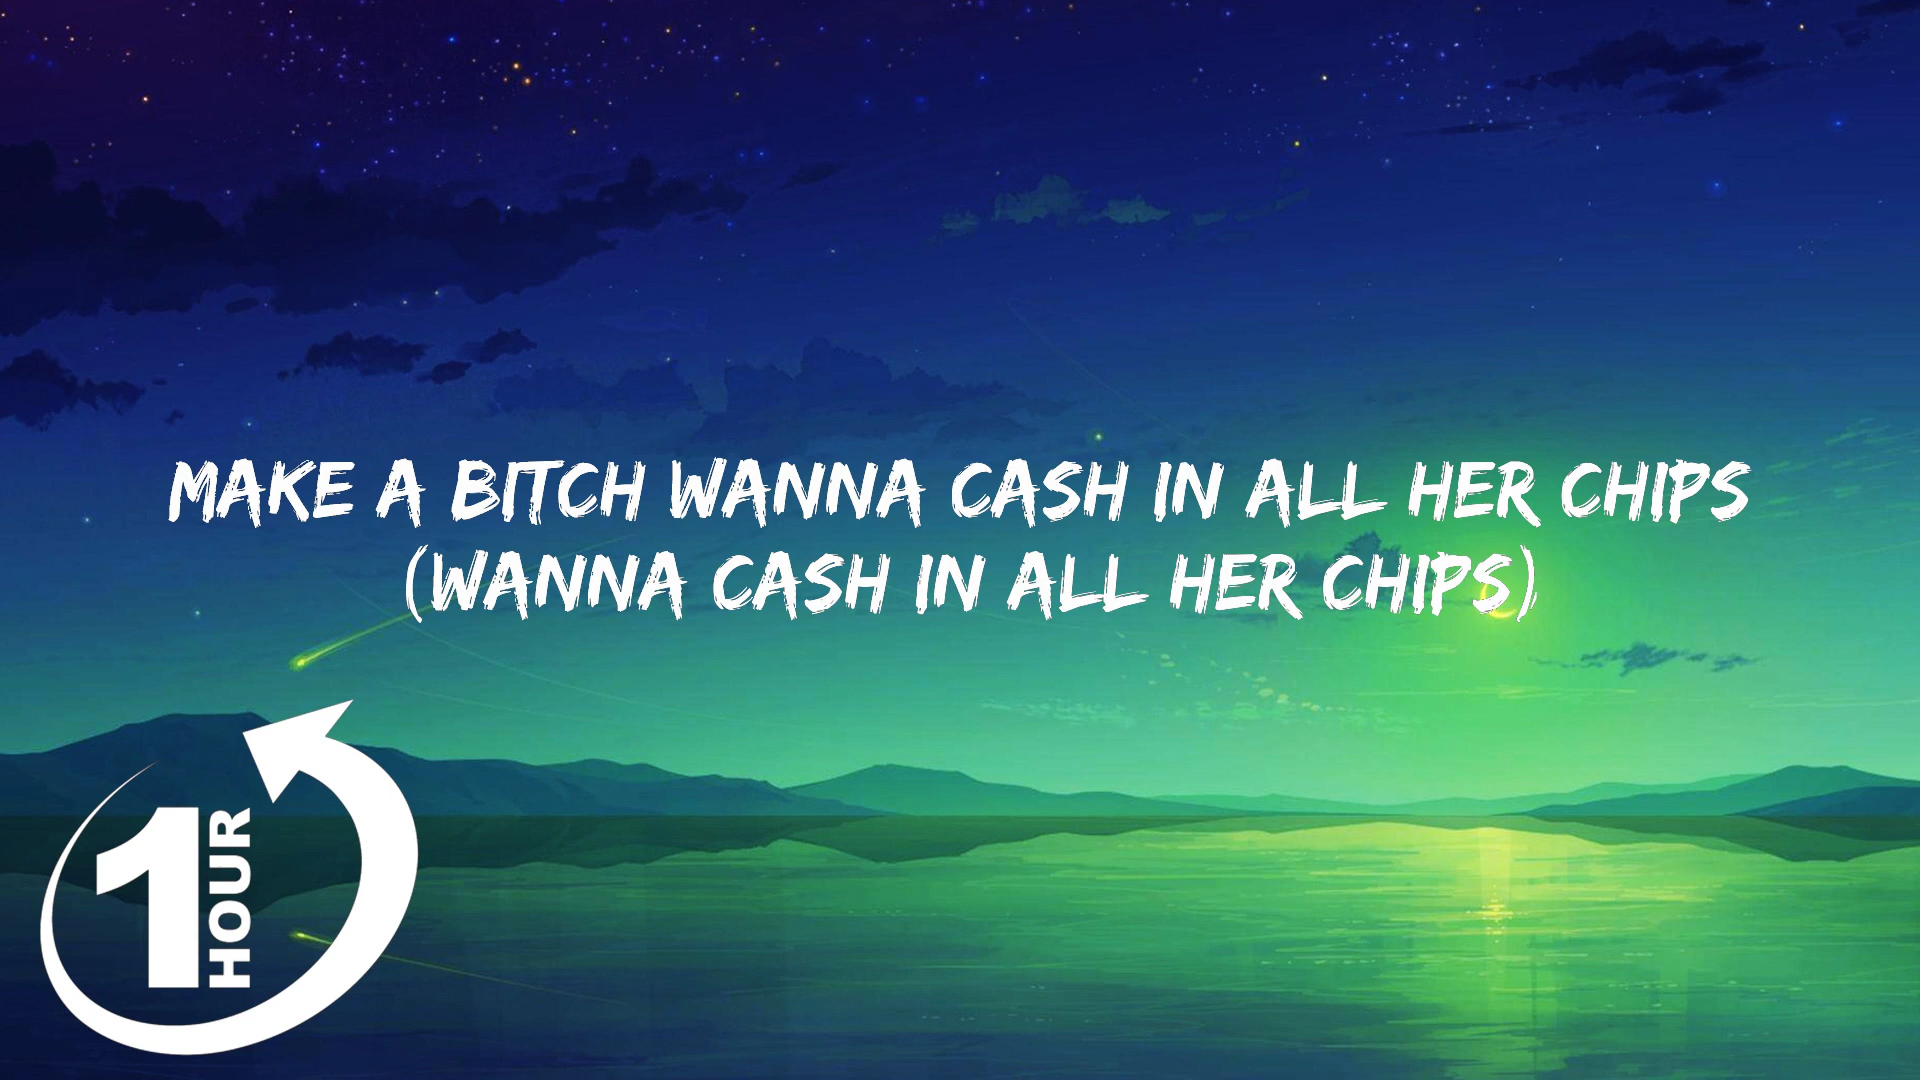 MAKE A BITCH WANNA CASH IN ALL HER CHIPS
(WANNA CASH IN ALL HER CHIPS)
1
HOUR